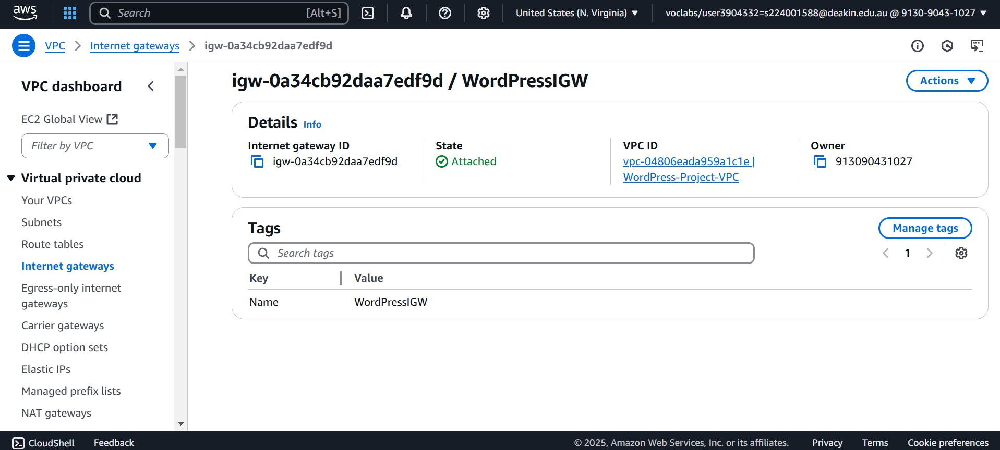 aws
Search [Alt+S]
United States (N. Virginia)
voclabs/user3904332=s224001588@deakin.edu.au @ 9130-9043-1027
VPC
Internet gateways
igw-0a34cb92daa7edf9d
VPC dashboard
EC2 Global View
Filter by VPC
Virtual private cloud
Your VPCs
Subnets
Route tables
Internet gateways
Egress-only internet
gateways
Carrier gateways
DHCP option sets
Elastic IPs
Managed prefix lists
NAT gateways
igw-0a34cb92daa7edf9d / WordPressIGW
Actions
Details Info
Internet gateway ID
igw-0a34cb92daa7edf9d
State
Attached
VPC ID
vpc-04806eada959a1c1e |
WordPress-Project-VPC
Owner
913090431027
Tags
Manage tags
Search tags
1
Key Value
Name WordPressIGW
CloudShell
Feedback
© 2025, Amazon Web Services, Inc. or its affiliates.
Privacy
Terms
Cookie preferences